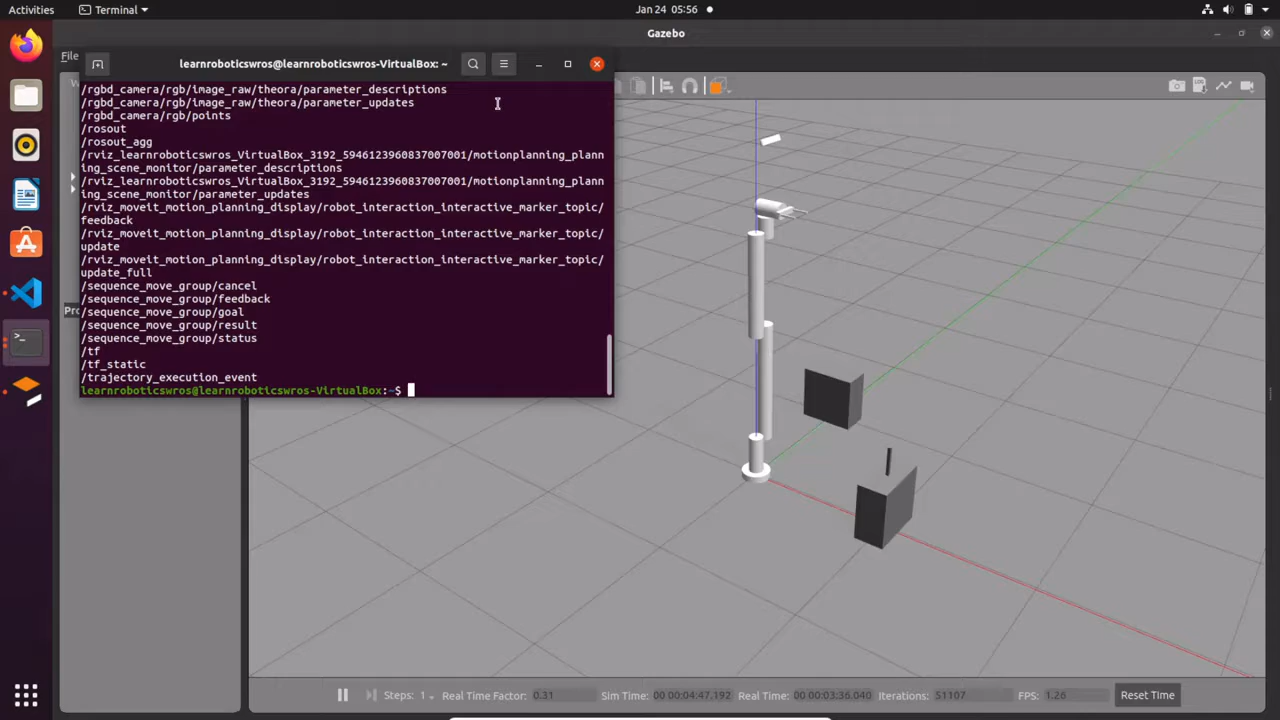 Activities
Terminal
Jan 24 05:56
Gazebo
File
learnroboticswros@learnroboticswros-VirtualBox: ~
/rgbd_camera/rgb/image_raw/theora/parameter_descriptions
/rgbd_camera/rgb/image_raw/theora/parameter_updates
/rgbd_camera/rgb/points
/rosout
/rosout_agg
/rviz_learnroboticswros_VirtualBox_3192_5946123960837007001/motionplanning_plann
ing_scene_monitor/parameter_descriptions
/rviz_learnroboticswros_VirtualBox_3192_5946123960837007001/motionplanning_plann
ing_scene_monitor/parameter_updates
/rviz_moveit_motion_planning_display/robot_interaction_interactive_marker_topic/
feedback
/rviz_moveit_motion_planning_display/robot_interaction_interactive_marker_topic/
update
/rviz_moveit_motion_planning_display/robot_interaction_interactive_marker_topic/
update_full
/sequence_move_group/cancel
/sequence_move_group/feedback
/sequence_move_group/goal
/sequence_move_group/result
/sequence_move_group/status
/tf
/tf_static
/trajectory_execution_event
learnroboticswros@learnroboticswros-VirtualBox:~$
Steps: 1
Real Time Factor: 0.31
Sim Time: 00 00:04:47.192
Real Time: 00 00:03:36.040
Iterations: 51107
FPS: 1.26
Reset Time